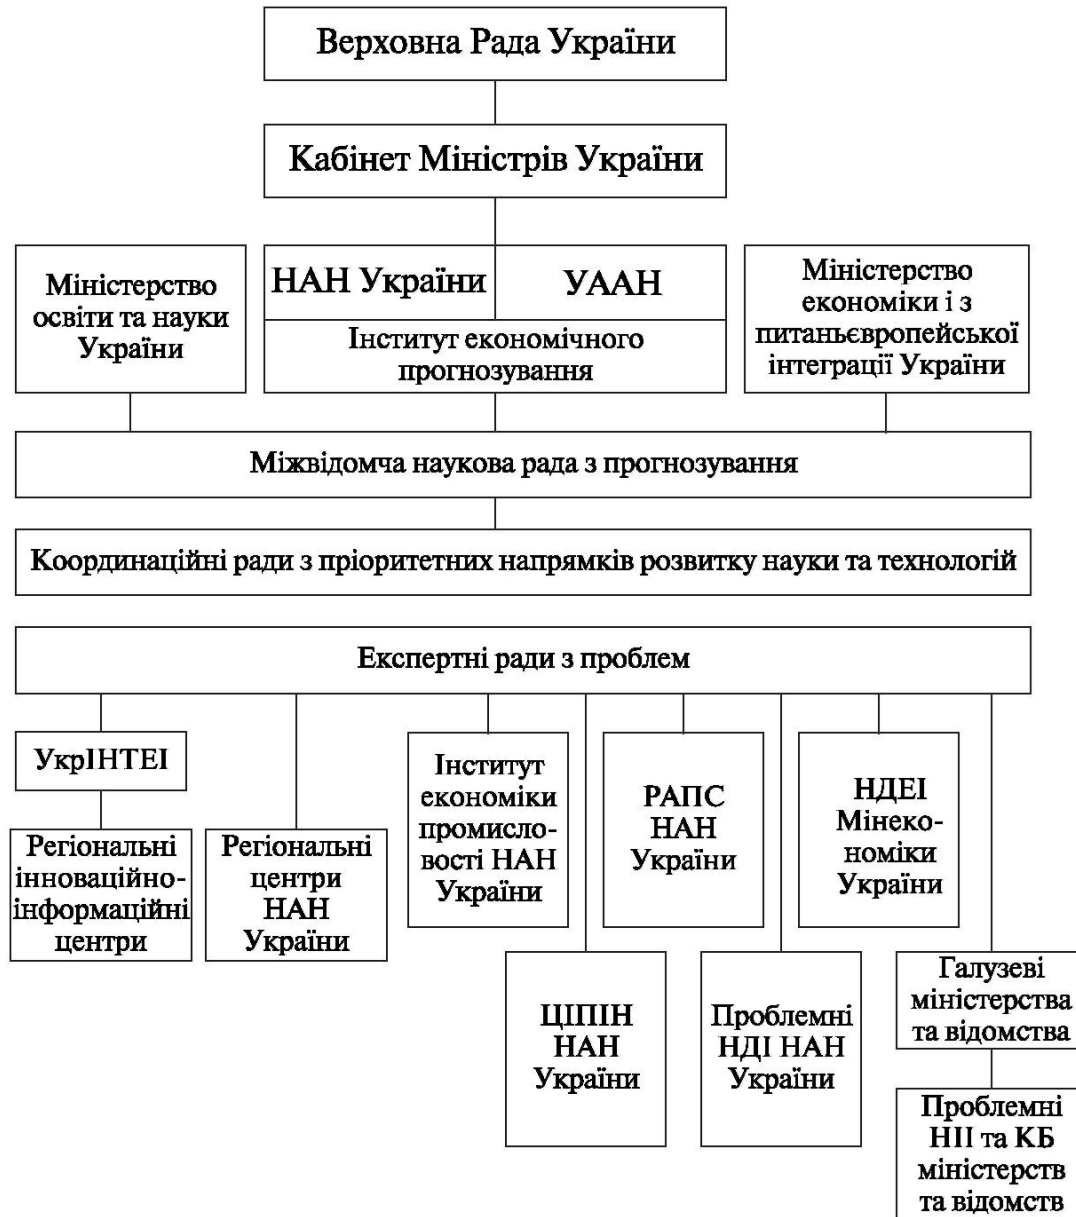 Верховна Рада України
Кабінет Міністрів України
Міністерство
освіти та науки
України
НАН України
УААН
Інститут економічного
прогнозування
Міністерство
економіки і з
питаньєвропейської
інтеграції України
Міжвідомча наукова рада з прогнозування
Координаційні ради з пріоритетних напрямків розвитку науки та технологій
Експертні ради з проблем
УкрІНТЕІ
Регіональні
інноваційно-
інформаційні
центри
Регіональні
центри
НАН
України
Інститут
економіки
промисло-
вості НАН
України
РАПС
НАН
України
НДЕІ
Мінеко-
номіки
України
ЦІПІН
НАН
України
Проблемні
НДІ НАН
України
Галузеві
міністерства
та відомства
Проблемні
НІІ та КБ
міністерств
та відомств